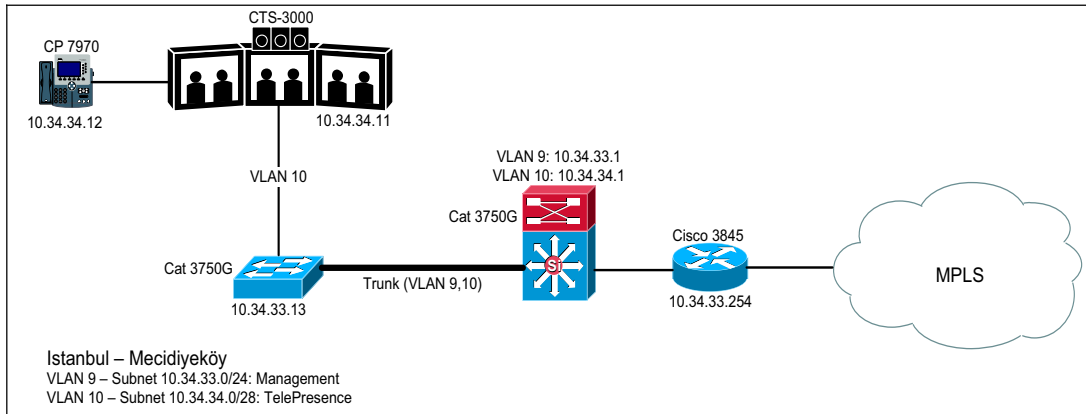 CTS-3000
CP 7970
10.34.34.12
10.34.34.11
VLAN 10
VLAN 9: 10.34.33.1
VLAN 10: 10.34.34.1
Cat 3750G
Si
Cisco 3845
10.34.33.254
MPLS
Cat 3750G
10.34.33.13
Trunk (VLAN 9,10)
Istanbul – Mecidiyeköy
VLAN 9 – Subnet 10.34.33.0/24: Management
VLAN 10 – Subnet 10.34.34.0/28: TelePresence